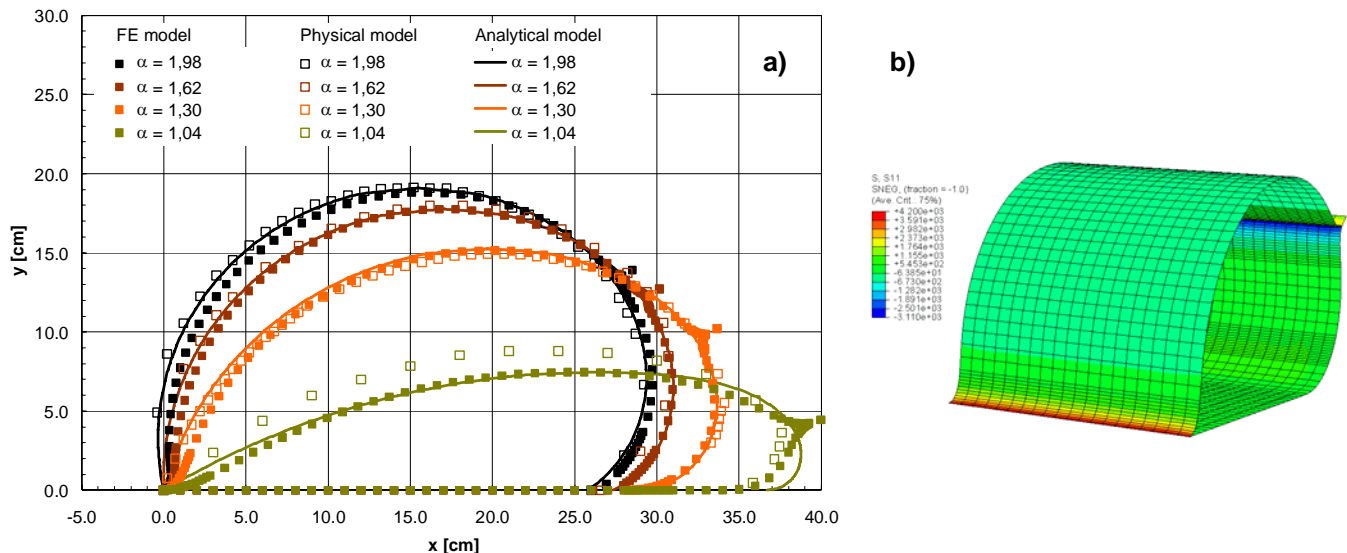 30.0
25.0
20.0
15.0
10.0
5.0
0.0
y [cm]
FE model Physical model Analytical model
α = 1,98 α = 1,98 α = 1,98
α = 1,62 α = 1,62 α = 1,62
α = 1,30 α = 1,30 α = 1,30
α = 1,04 α = 1,04 α = 1,04
a)
-5.0 0.0 5.0 10.0 15.0 20.0 25.0 30.0 35.0 40.0
x [cm]
b)
S, S11
SNEG, (fraction = -1.0)
(Ave. Crit.: 75%)
+4.200e+03
+3.591e+03
+2.982e+03
+2.373e+03
+1.764e+03
+1.155e+03
+5.453e+02
-6.385e+01
-6.730e+02
-1.282e+03
-1.891e+03
-2.501e+03
-3.110e+03